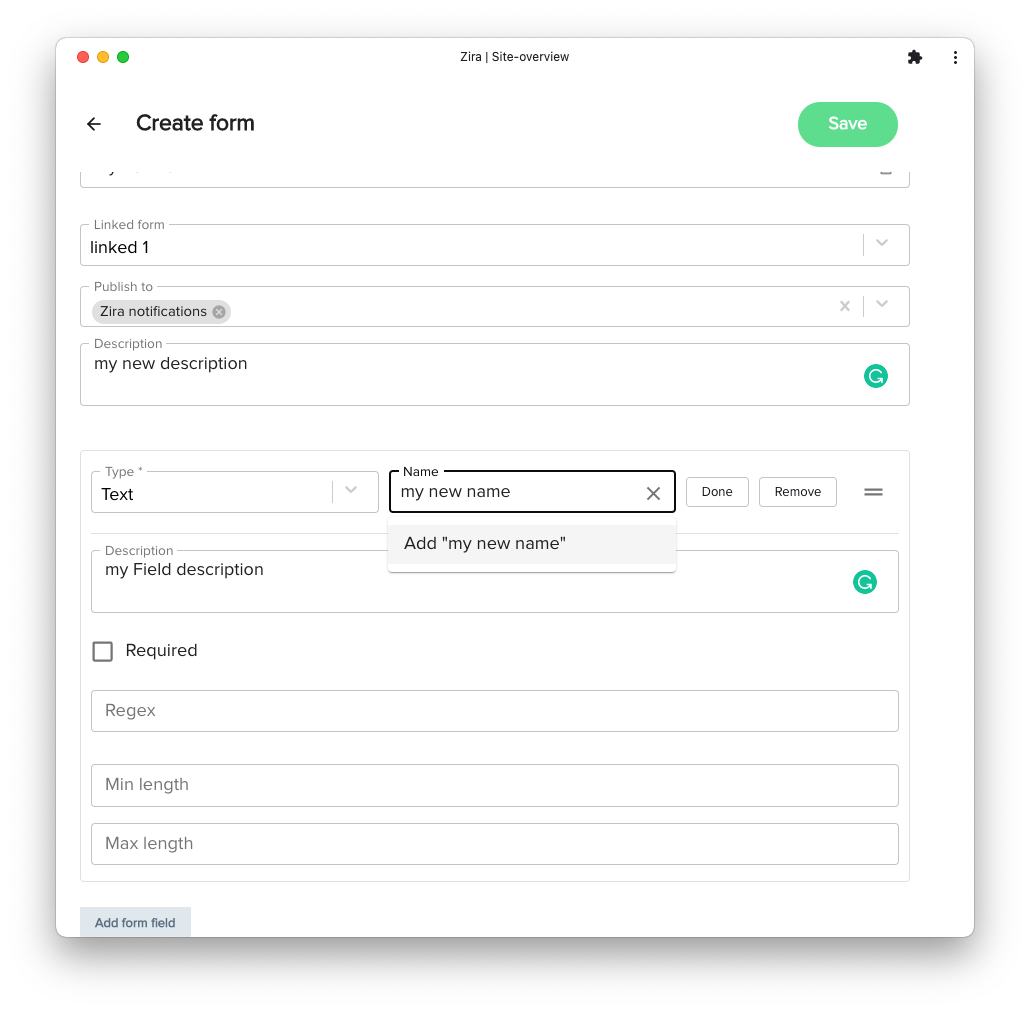 Zira | Site-overview
Create form
Save
Linked form
linked 1
Publish to
Zira notifications
Description
my new description
Type *
Text
Name
my new name
Done
Remove
Add "my new name"
Description
my Field description
Required
Regex
Min length
Max length
Add form field